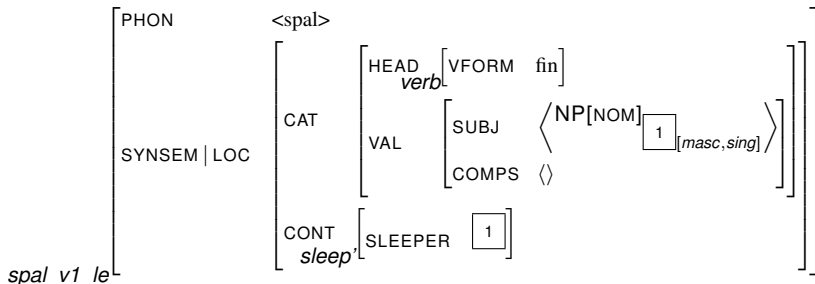 PHON <spal>
HEAD verb[VFORM fin]
CAT
VAL
SUBJ ⟨NP[NOM] 1 [masc,sing]⟩
SYNSEM|LOC
COMPS ⟨⟩
CONT sleep'[SLEEPER 1]
spal_v1_le